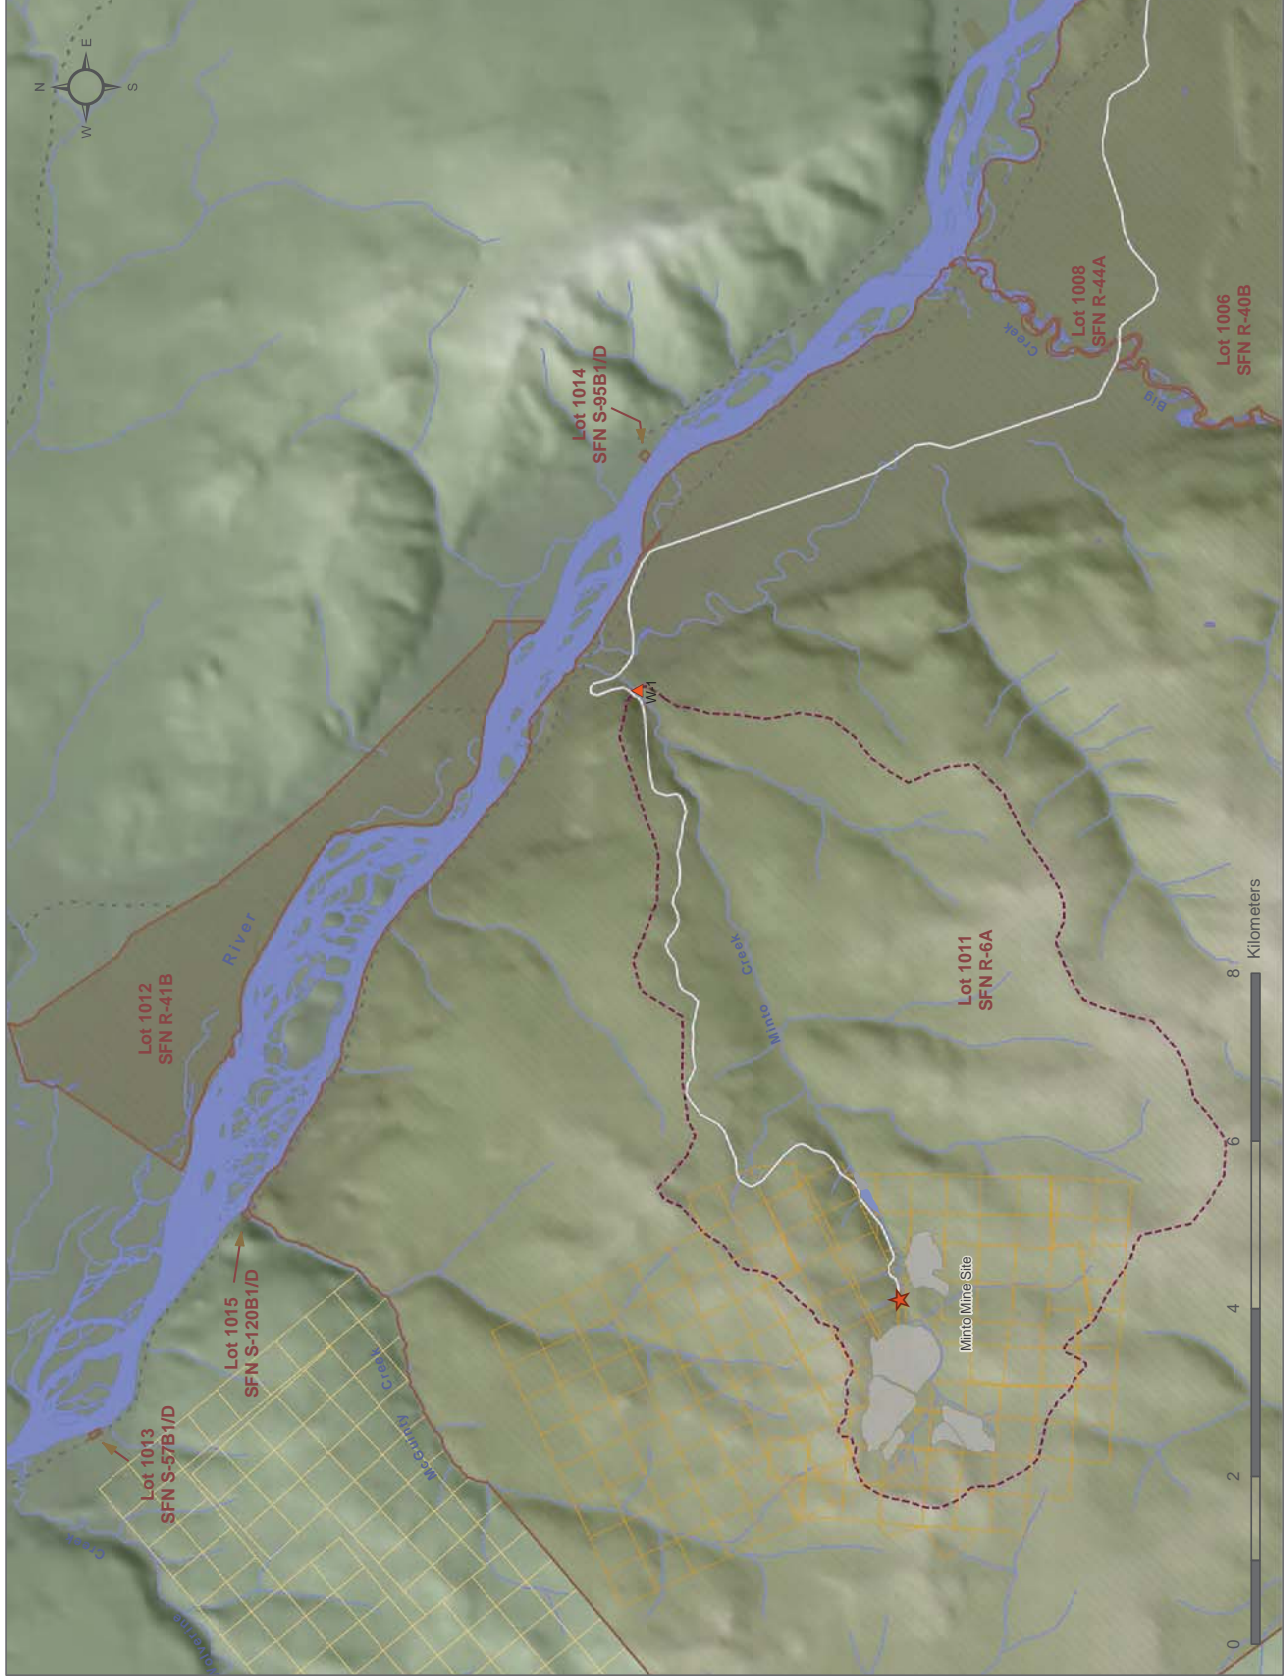 N
W
E
S
Lot 1014
SFN S-95B1/D
Lot 1008
SFN R-44A
Creek
Big
Lot 1006
SFN R-40B
Lot 1012
SFN R-41B
River
W-1
Minto Creek
Lot 1011
SFN R-6A
Lot 1013
SFN S-57B1/D
Lot 1015
SFN S-120B1/D
McGinty Creek
Creek
Minto Mine Site
0
2
4
6
8
Kilometers